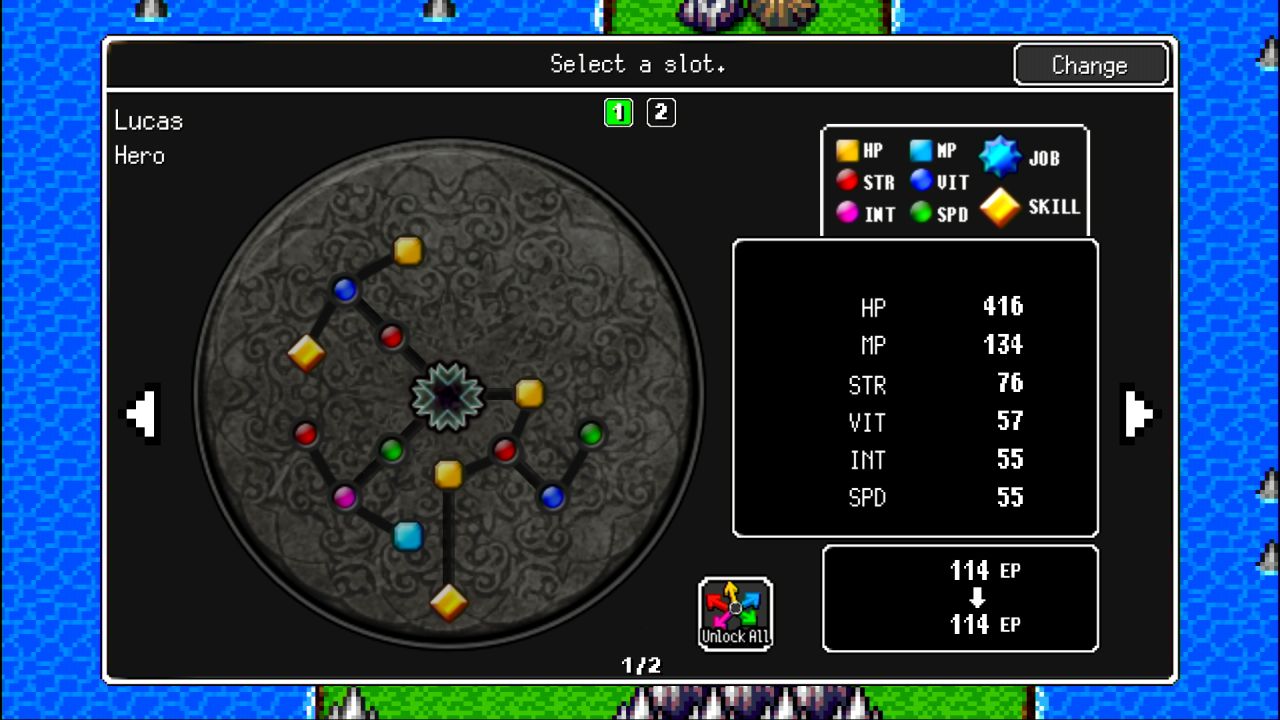 Select a slot.
Change
Lucas
Hero
1 2
HP MP JOB
STR VIT
INT SPD SKILL
HP 416
MP 134
STR 76
VIT 57
INT 55
SPD 55
114 EP
114 EP
Unlock All
1/2